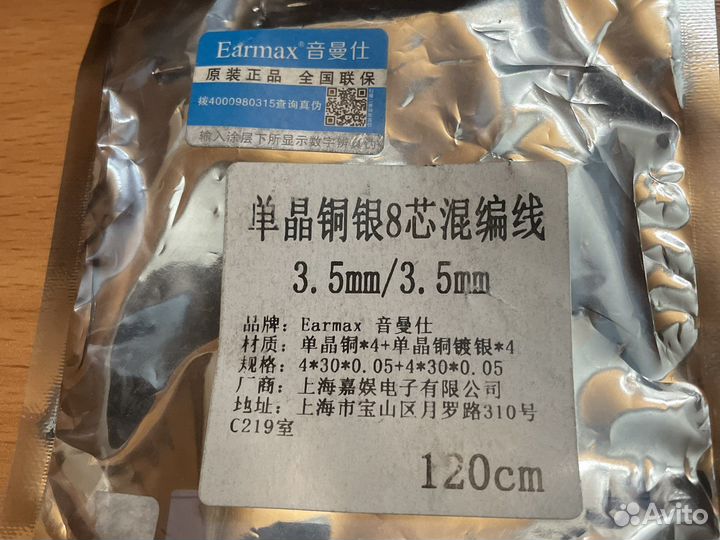 Earmax® 音曼仕
原装正品 全国联保
拨4000980315查询真伪
输入涂层下所显示数字辨真伪
单晶铜银8芯混编线
3.5mm/3.5mm
品牌: Earmax 音曼仕
材质: 单晶铜*4+单晶铜镀银*4
规格: 4*30*0.05+4*30*0.05
厂商: 上海嘉娱电子有限公司
地址: 上海市宝山区月罗路310号
C219室
120cm
Avito